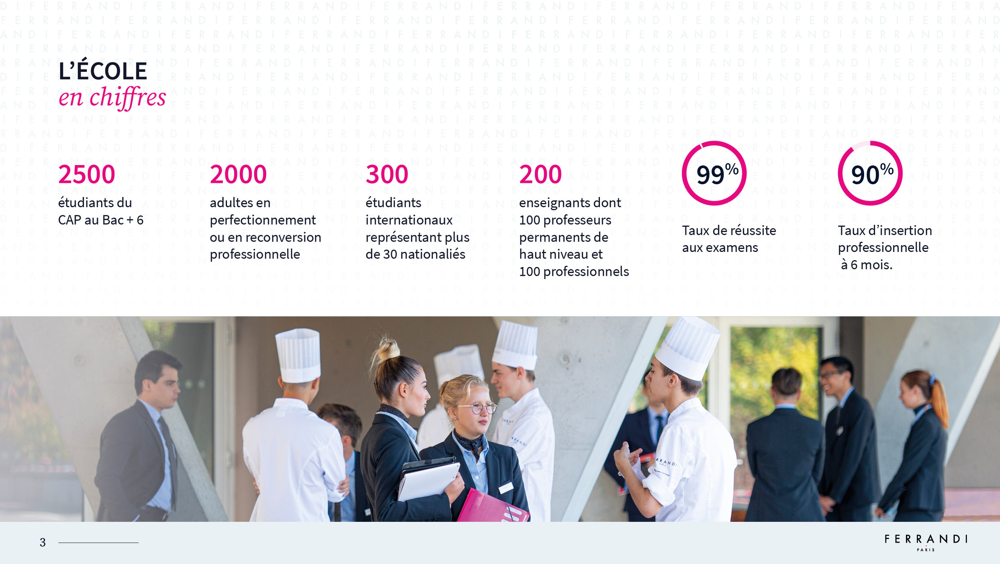 L’ÉCOLE
en chiffres
2500
étudiants du
CAP au Bac + 6
2000
adultes en
perfectionnement
ou en reconversion
professionnelle
300
étudiants
internationaux
représentant plus
de 30 nationaliés
200
enseignants dont
100 professeurs
permanents de
haut niveau et
100 professionnels
99%
Taux de réussite
aux examens
90%
Taux d’insertion
professionnelle
à 6 mois.
3
FERRANDI
PARIS